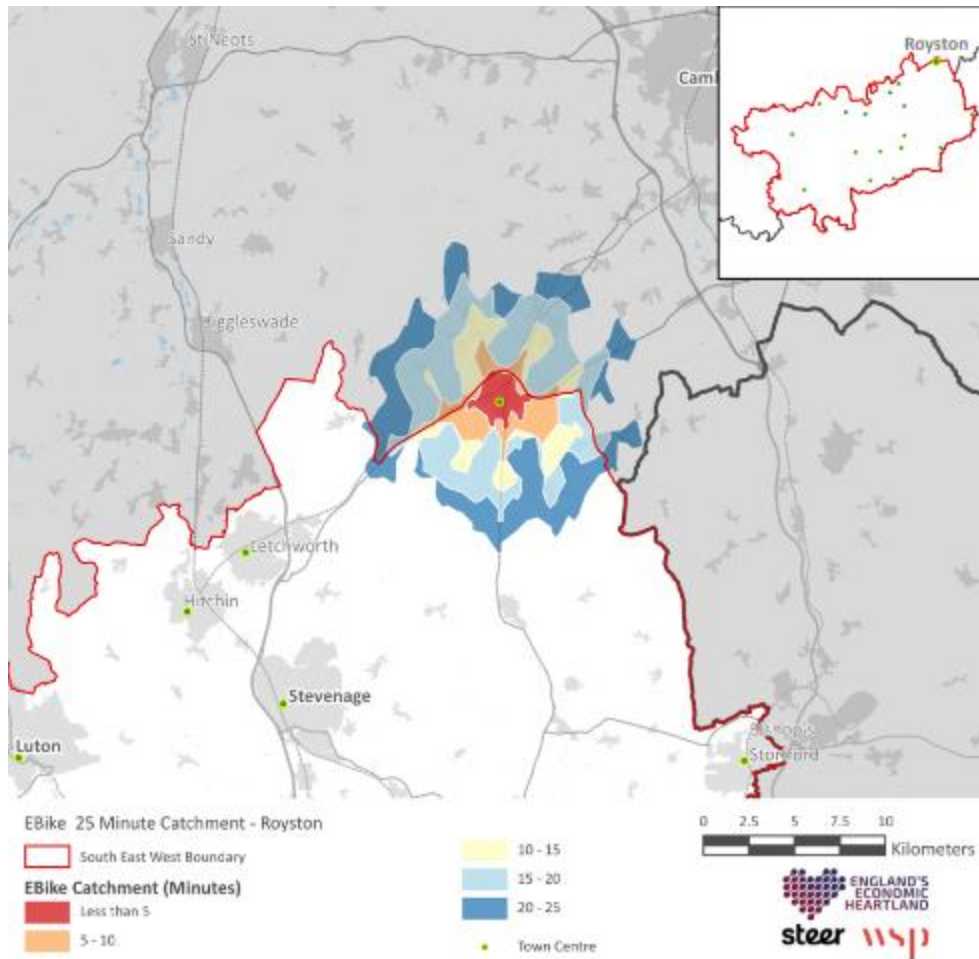 St Neots
Royston
Sandy
Biggleswade
Letchworth
Hitchin
Stevenage
Luton
Bishop's
Stortford
EBike 25 Minute Catchment - Royston
South East West Boundary
EBike Catchment (Minutes)
Less than 5
5 - 10
10 - 15
15 - 20
20 - 25
Town Centre
0 2.5 5 7.5 10
Kilometers
ENGLAND'S
ECONOMIC
HEARTLAND
steer wsp